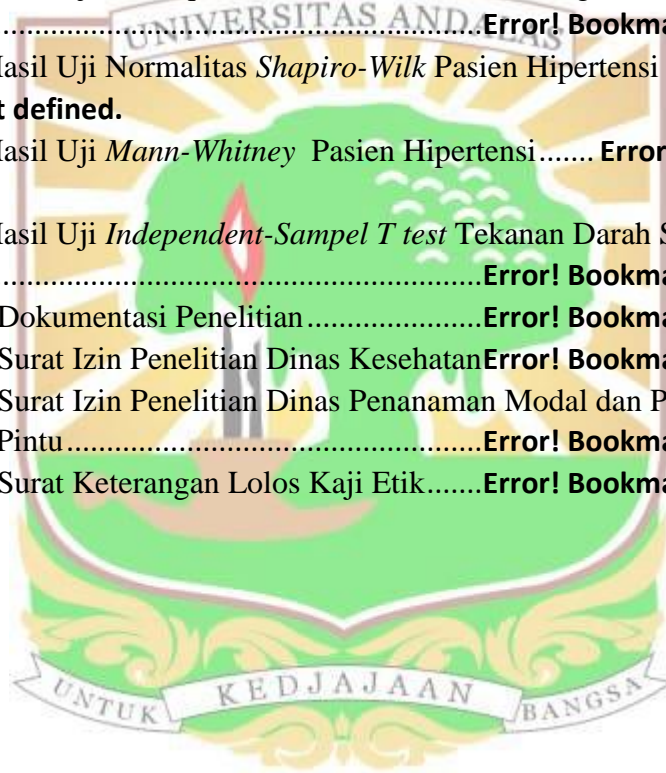 UNIVERSITAS ANDALAS
....Error! Bookma
Hasil Uji Normalitas Shapiro-Wilk Pasien Hipertensi
t defined.
Hasil Uji Mann-Whitney Pasien Hipertensi....... Error
Hasil Uji Independent-Sampel T test Tekanan Darah S
....Error! Bookma
Dokumentasi Penelitian....Error! Bookma
Surat Izin Penelitian Dinas KesehatanError! Bookma
Surat Izin Penelitian Dinas Penanaman Modal dan P
Pintu....Error! Bookma
Surat Keterangan Lolos Kaji Etik.......Error! Bookma
UNTUK KEDJAJAAN BANGSA